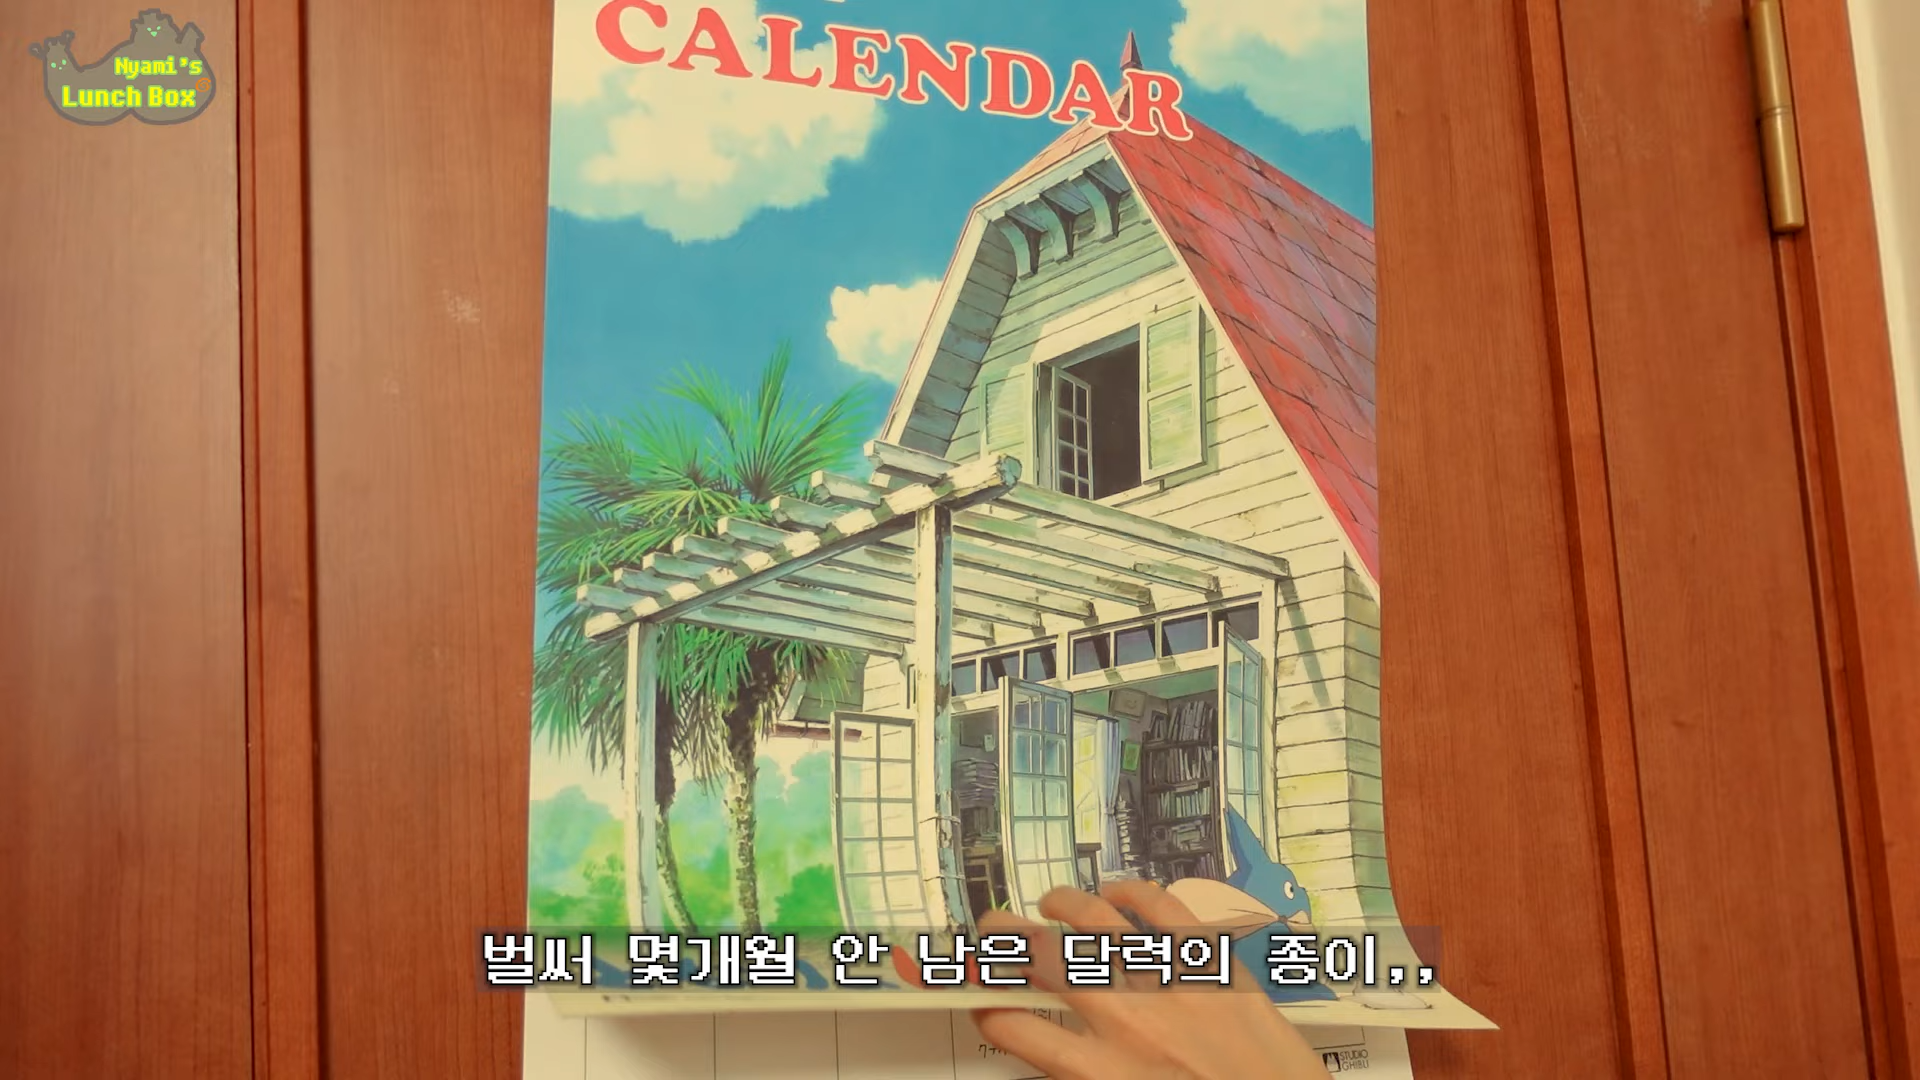 Nyami's
Lunch Box
CALENDAR
벌써 몇개월 안 남은 달력의 종이,,
STUDIO
GHIBLI